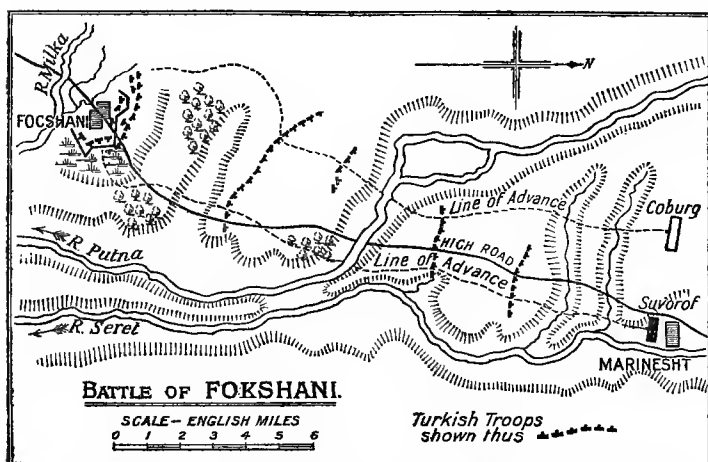 R. Milka
FOCSHANI
N
Line of Advance
Coburg
HIGH ROAD
Line of Advance
R. Putna
Suvorof
R. Seret
MARINESHT
BATTLE OF FOKSHANI.
SCALE – ENGLISH MILES
0 1 2 3 4 5 6
Turkish Troops
shown thus